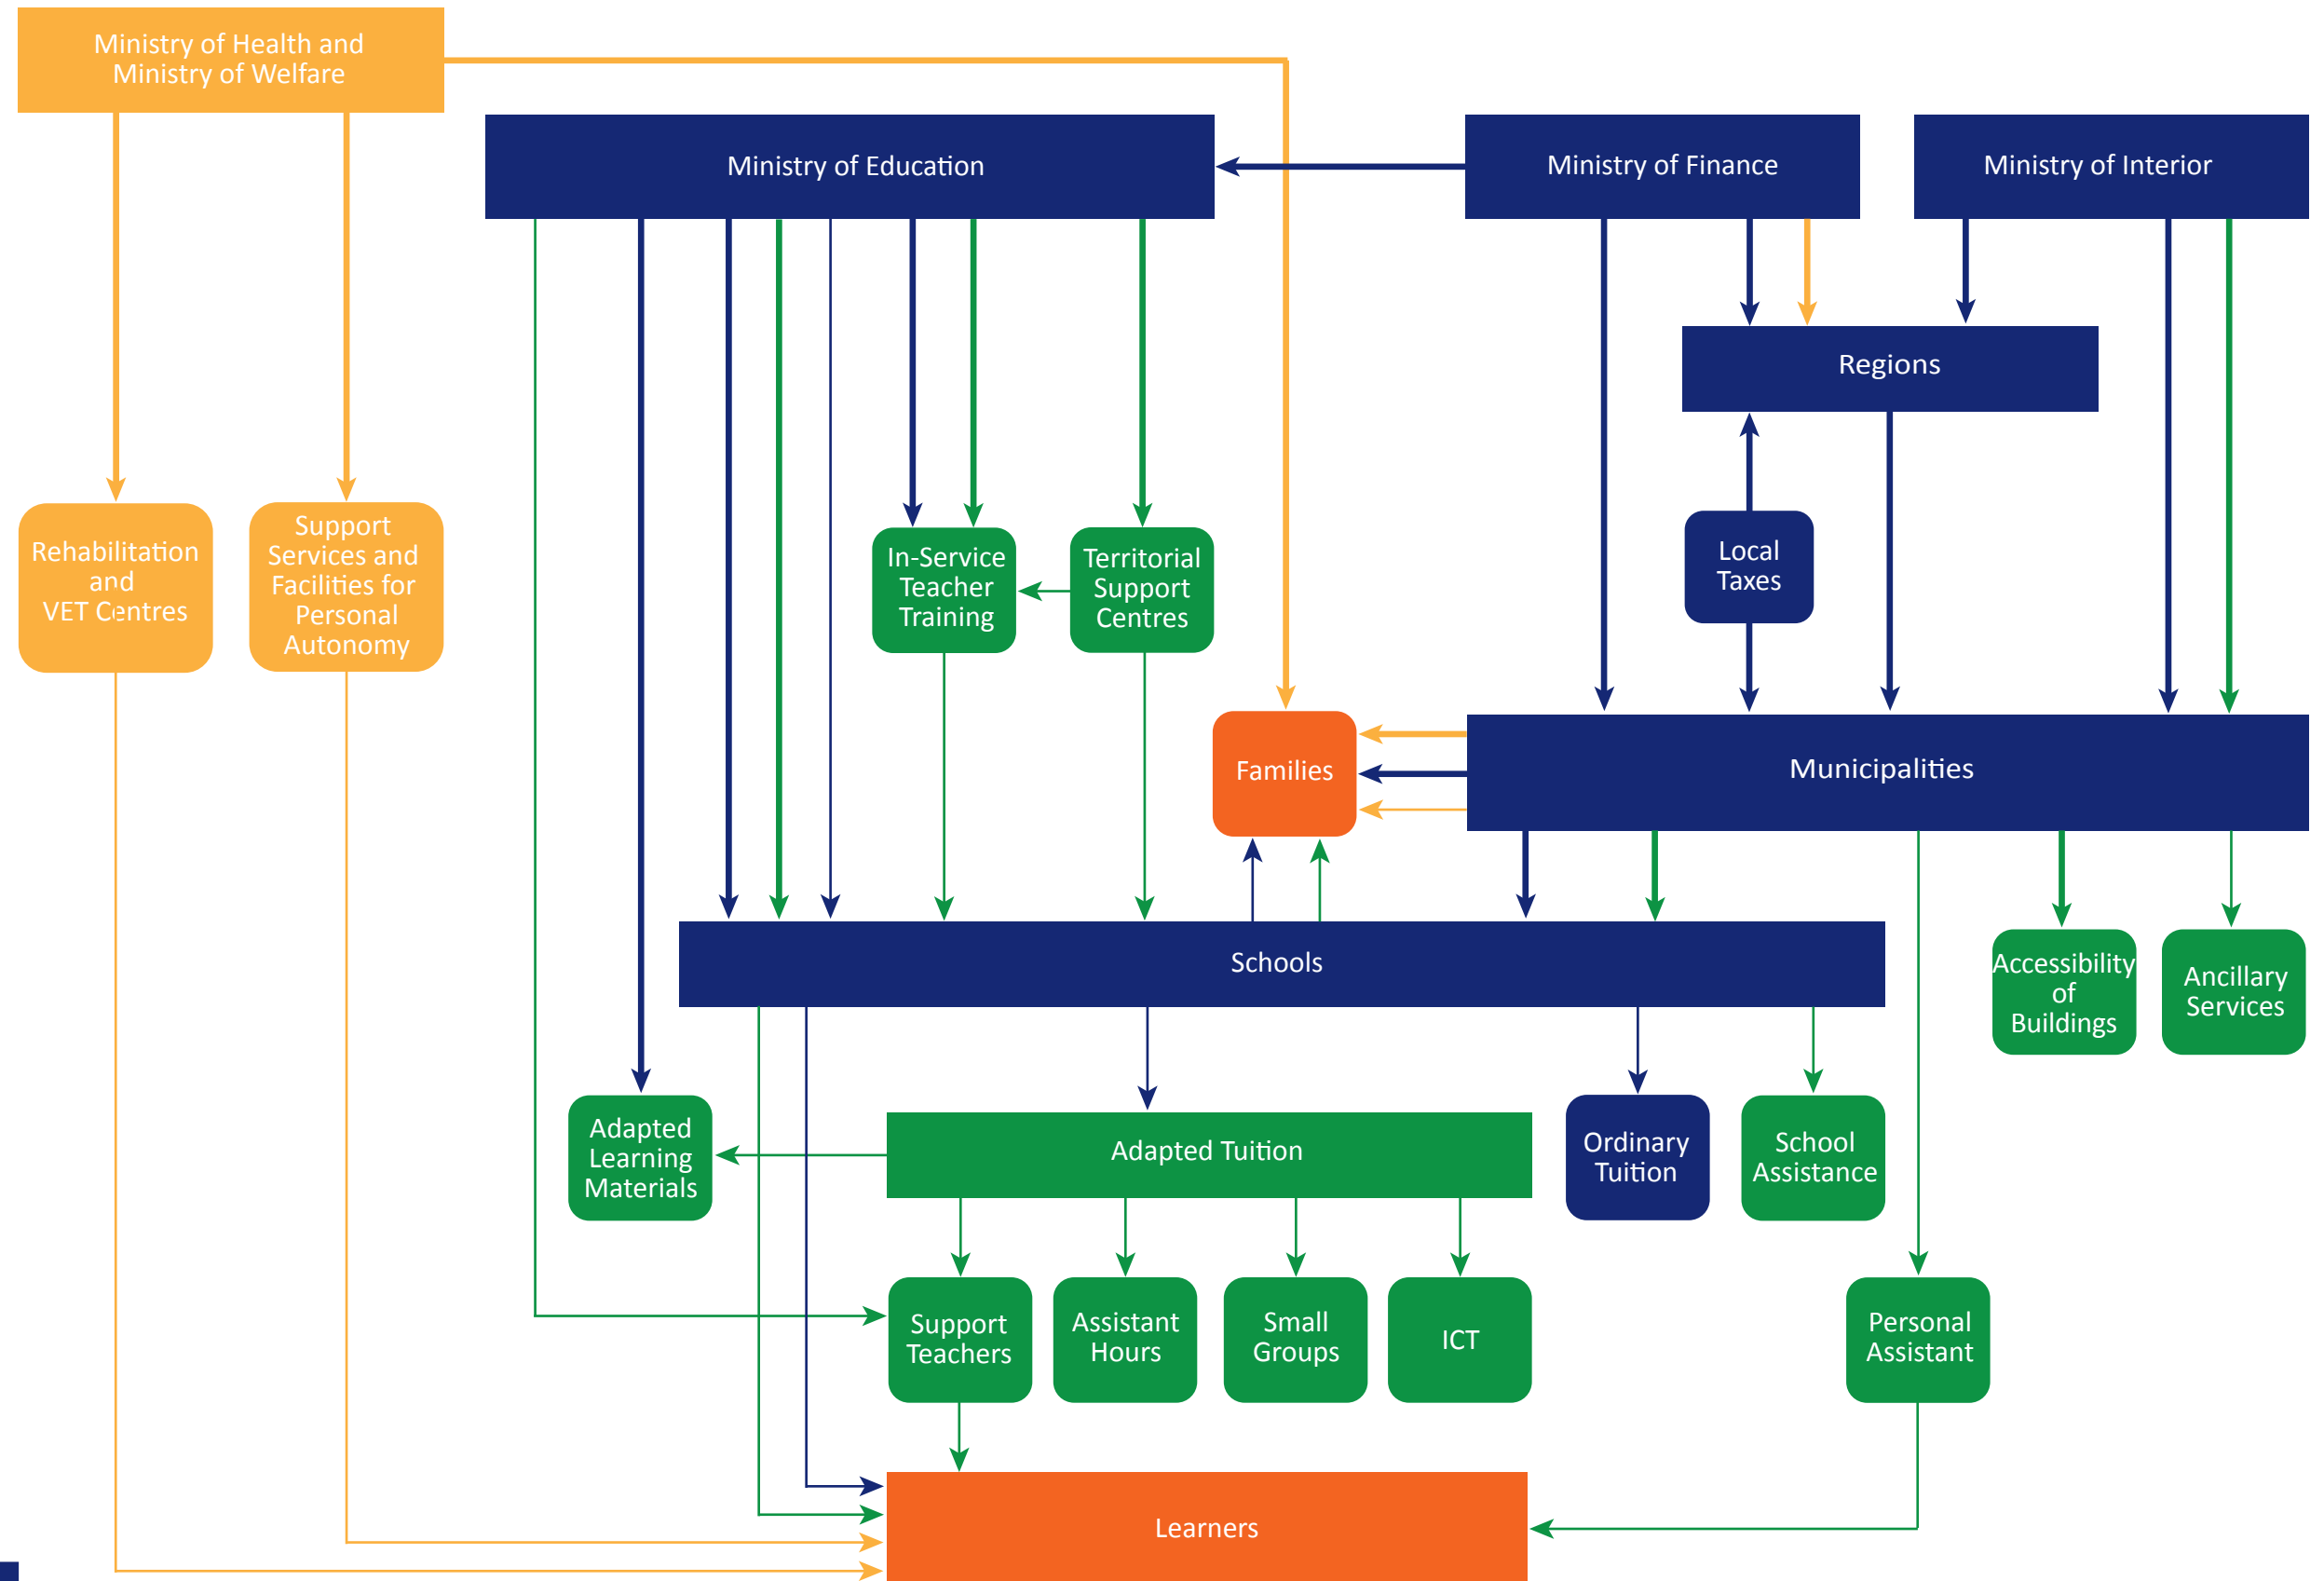 Ministry of Health and
Ministry of Welfare
Ministry of Education
Ministry of Finance
Ministry of Interior
Regions
Rehabilitation
and
VET Centres
Support
Services and
Facilities for
Personal
Autonomy
In-Service
Teacher
Training
Territorial
Support
Centres
Local
Taxes
Families
Municipalities
Schools
Accessibility
of
Buildings
Ancillary
Services
Adapted
Learning
Materials
Adapted Tuition
Ordinary
Tuition
School
Assistance
Support
Teachers
Assistant
Hours
Small
Groups
ICT
Personal
Assistant
Learners